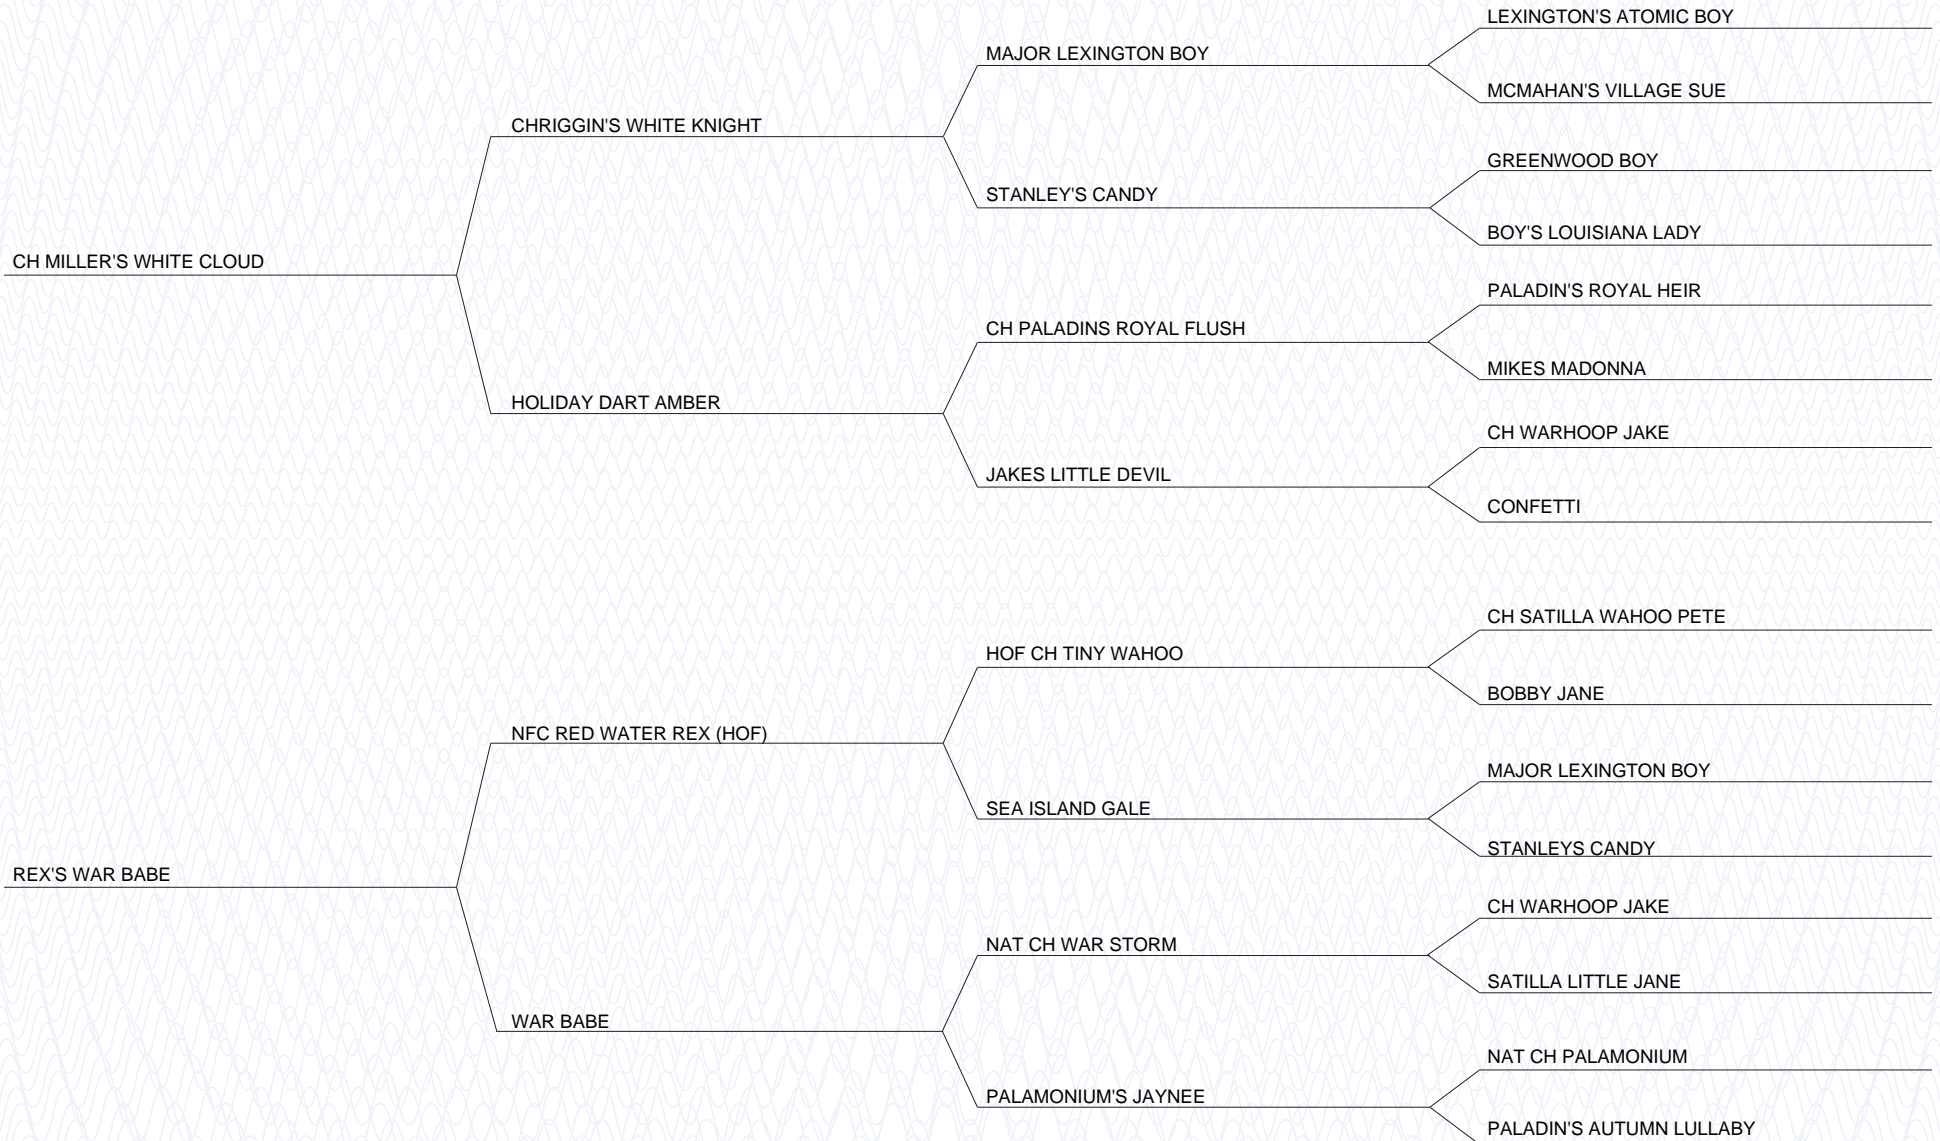 LEXINGTON'S ATOMIC BOY
MAJOR LEXINGTON BOY
MCMAHAN'S VILLAGE SUE
CHRIGGIN'S WHITE KNIGHT
GREENWOOD BOY
STANLEY'S CANDY
BOY'S LOUISIANA LADY
CH MILLER'S WHITE CLOUD
PALADIN'S ROYAL HEIR
CH PALADINS ROYAL FLUSH
MIKES MADONNA
HOLIDAY DART AMBER
CH WARHOOP JAKE
JAKES LITTLE DEVIL
CONFETTI
CH SATILLA WAHOO PETE
HOF CH TINY WAHOO
BOBBY JANE
NFC RED WATER REX (HOF)
MAJOR LEXINGTON BOY
SEA ISLAND GALE
STANLEYS CANDY
REX'S WAR BABE
CH WARHOOP JAKE
NAT CH WAR STORM
SATILLA LITTLE JANE
WAR BABE
NAT CH PALAMONIUM
PALAMONIUM'S JAYNEE
PALADIN'S AUTUMN LULLABY